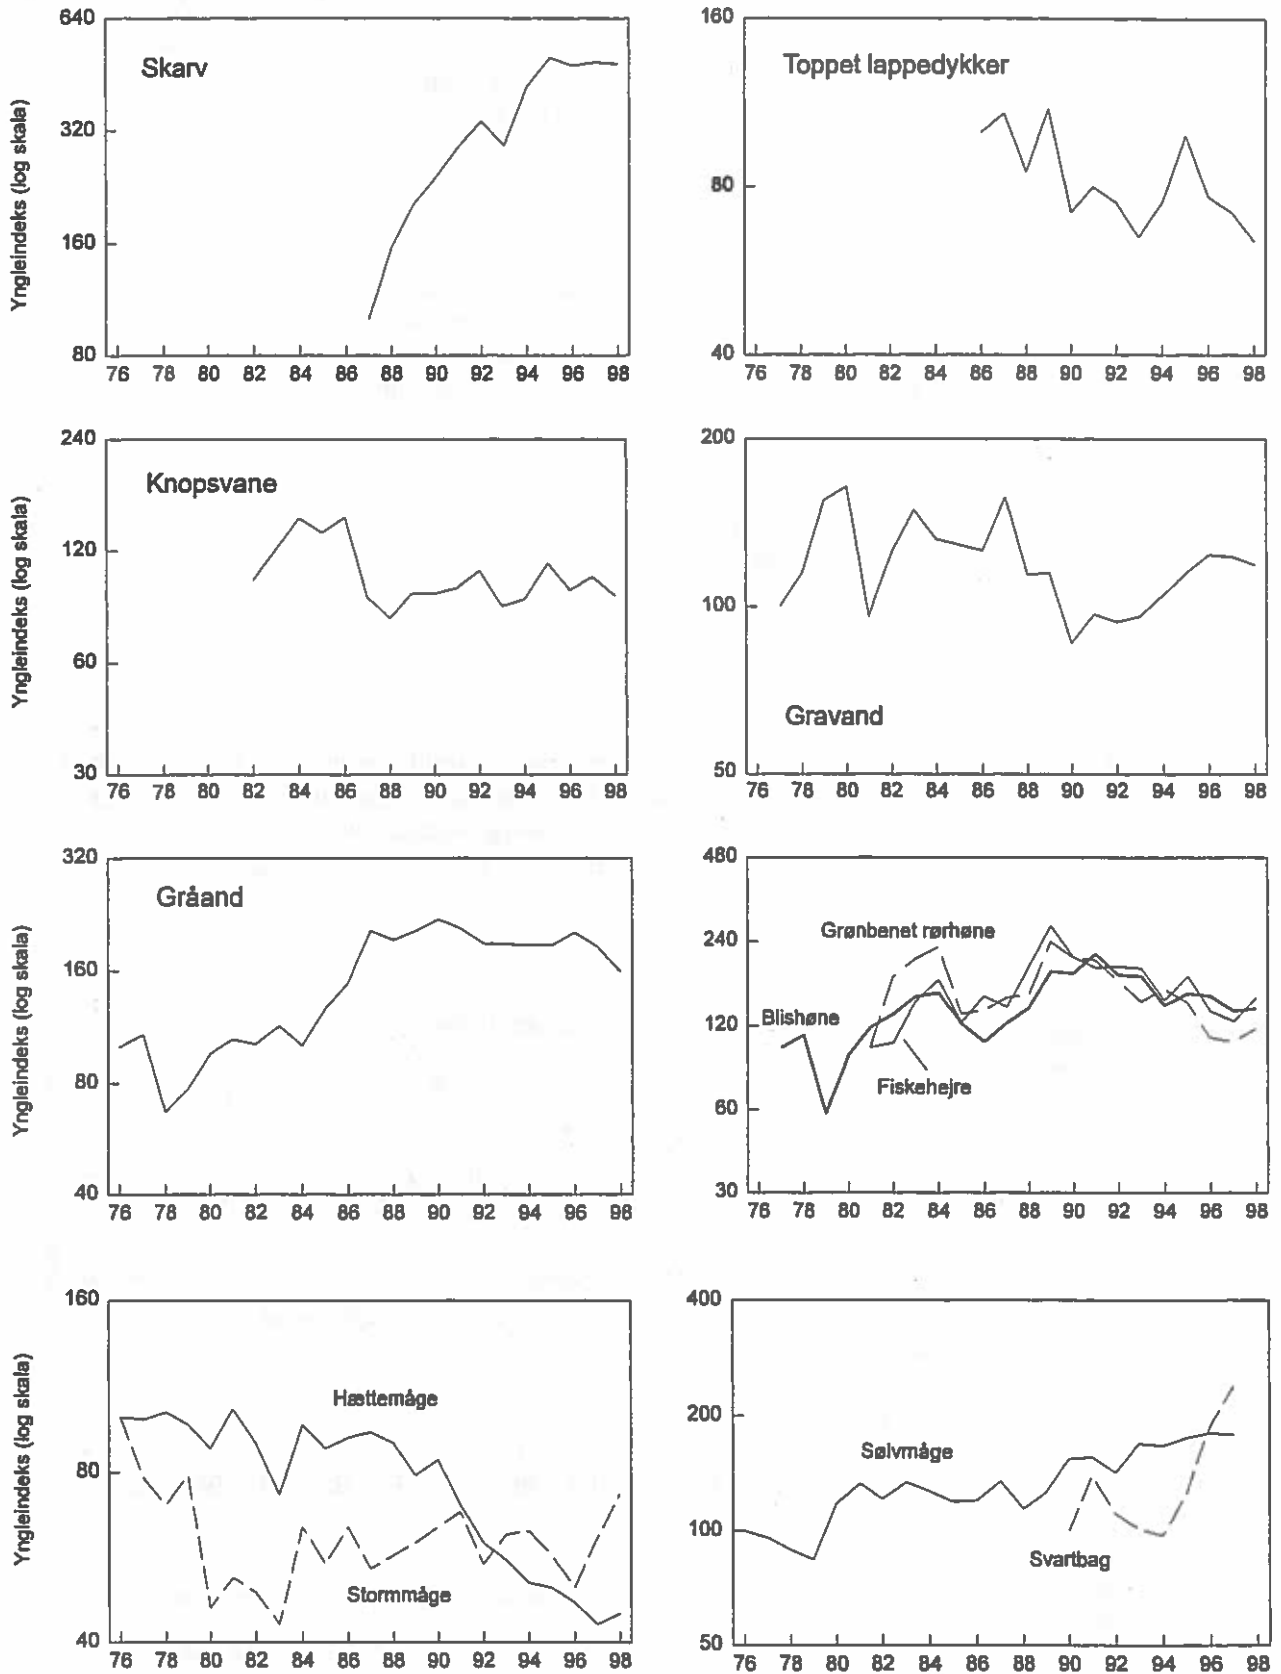 640
Skarv
320
160
80
76 78 80 82 84 86 88 90 92 94 96 98
Yngleindeks (log skala)
160
Toppet lappedykker
80
40
76 78 80 82 84 86 88 90 92 94 96 98
240
Knopsvane
120
60
30
76 78 80 82 84 86 88 90 92 94 96 98
Yngleindeks (log skala)
200
100
Gravand
50
76 78 80 82 84 86 88 90 92 94 96 98
320
Gråand
160
80
40
76 78 80 82 84 86 88 90 92 94 96 98
Yngleindeks (log skala)
480
240
Grønbenet rørhøne
Blishøne
120
Fiskehejre
60
30
76 78 80 82 84 86 88 90 92 94 96 98
160
Hættemåge
80
Stormmåge
40
76 78 80 82 84 86 88 90 92 94 96 98
Yngleindeks (log skala)
400
200
Sølvmåge
100
Svartbag
50
76 78 80 82 84 86 88 90 92 94 96 98